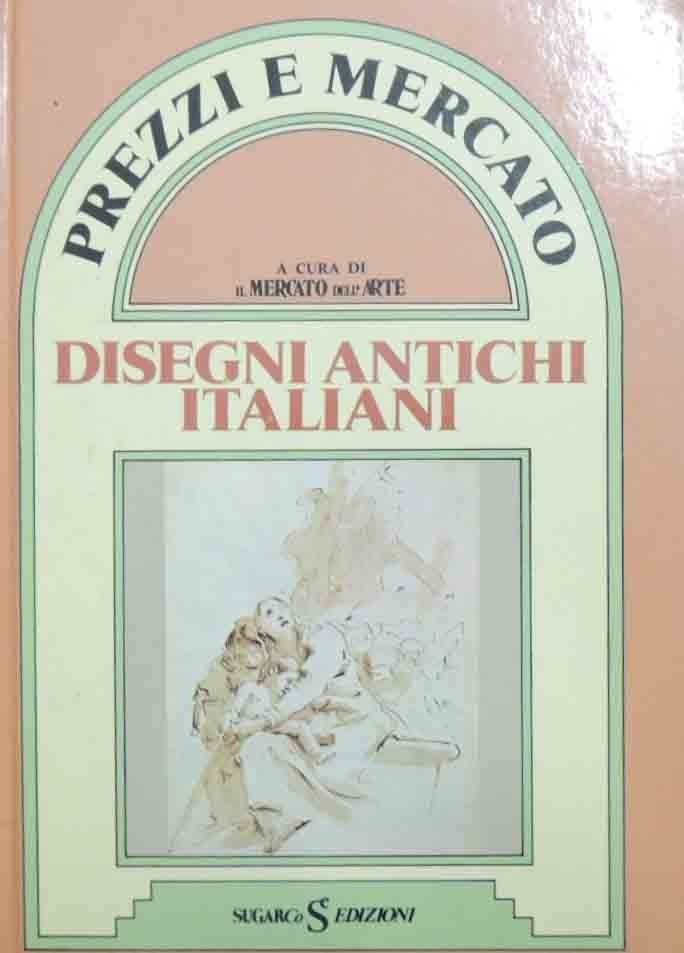 PREZZI E MERCATO
A CURA DI
IL MERCATO DELL'ARTE
DISEGNI ANTICHI
ITALIANI
SUGARCo S EDIZIONI